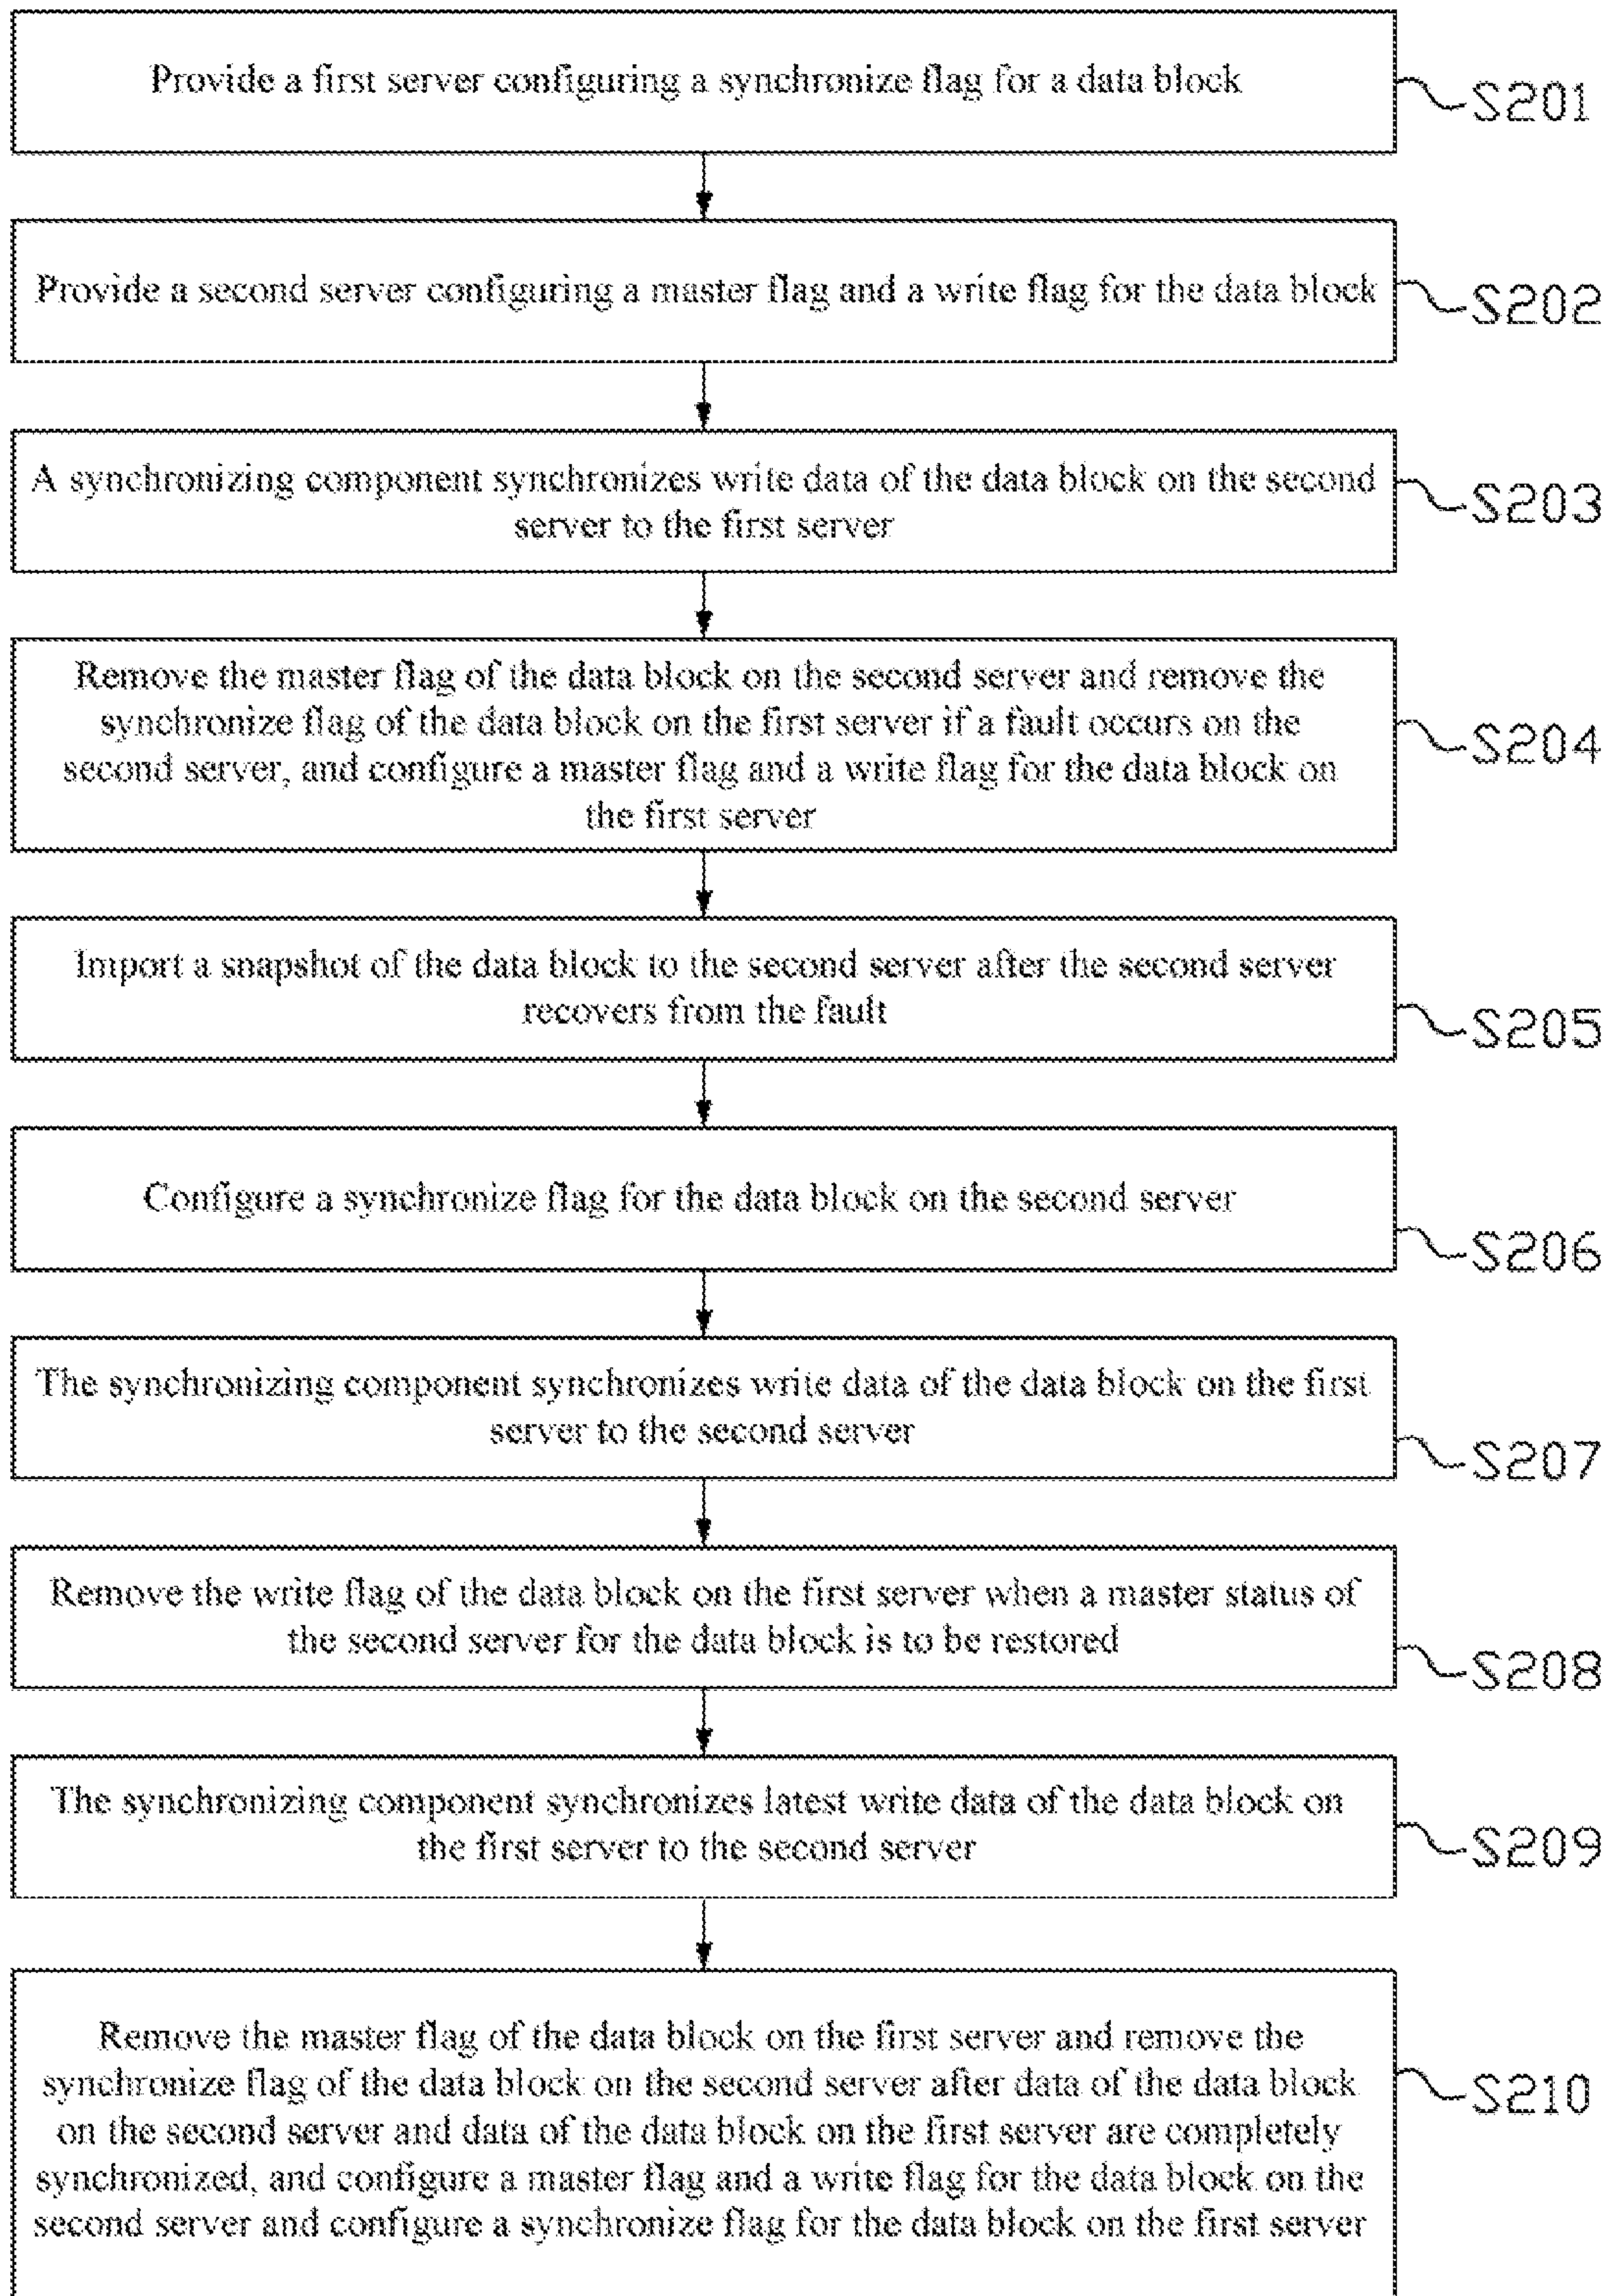 Provide a first server configuring a synchronize flag for a data block
S201
Provide a second server configuring a master flag and a write flag for the data block
S202
A synchronizing component synchronizes write data of the data block on the second
server to the first server
S203
Remove the master flag of the data block on the second server and remove the
synchronize flag of the data block on the first server if a fault occurs on the
second server, and configure a master flag and a write flag for the data block on
the first server
S204
Import a snapshot of the data block to the second server after the second server
recovers from the fault
S205
Configure a synchronize flag for the data block on the second server
S206
The synchronizing component synchronizes write data of the data block on the first
server to the second server
S207
Remove the write flag of the data block on the first server when a master status of
the second server for the data block is to be restored
S208
The synchronizing component synchronizes latest write data of the data block on
the first server to the second server
S209
Remove the master flag of the data block on the first server and remove the
synchronize flag of the data block on the second server after data of the data block
on the second server and data of the data block on the first server are completely
synchronized, and configure a master flag and a write flag for the data block on the
second server and configure a synchronize flag for the data block on the first server
S210